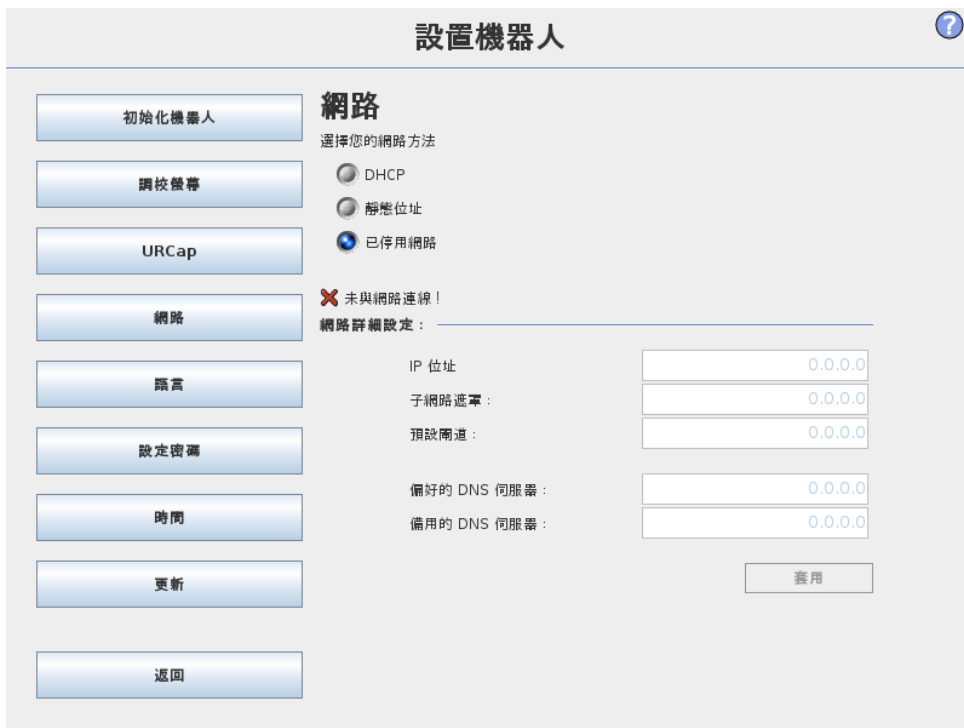 設置機器人
?
初始化機器人
調校螢幕
URCap
網路
語言
設定密碼
時間
更新
返回
網路
選擇您的網路方法
DHCP
靜態位址
已停用網路
未與網路連線！
網路詳細設定：
IP 位址 0.0.0.0
子網路遮罩： 0.0.0.0
預設閘道： 0.0.0.0
偏好的 DNS 伺服器： 0.0.0.0
備用的 DNS 伺服器： 0.0.0.0
套用